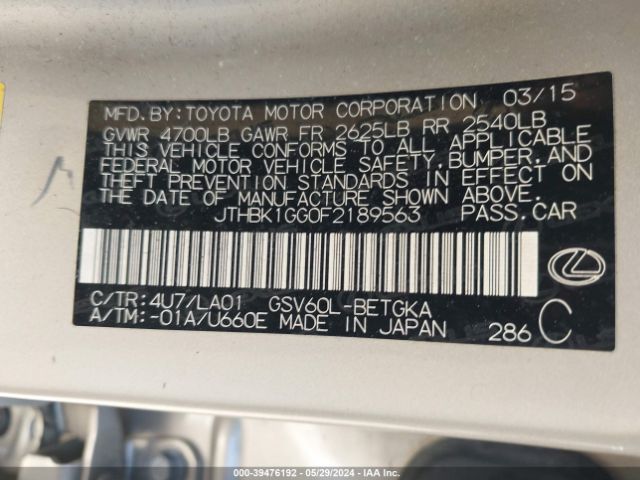 MFD. BY: TOYOTA MOTOR CORPORATION 03/15
GVWR 4700LB GAWR FR 2625LB RR 2540LB
THIS VEHICLE CONFORMS TO ALL APPLICABLE
FEDERAL MOTOR VEHICLE SAFETY, BUMPER, AND
THEFT PREVENTION STANDARDS IN EFFECT ON
THE DATE OF MANUFACTURE SHOWN ABOVE.
JTHBK1GG0F2189563 PASS. CAR
C/TR: 4U7/LA01 GSV60L-BETGKA
A/TM: -01A/U660E MADE IN JAPAN 286 C
000-39476192 - 05/29/2024 - IAA Inc.